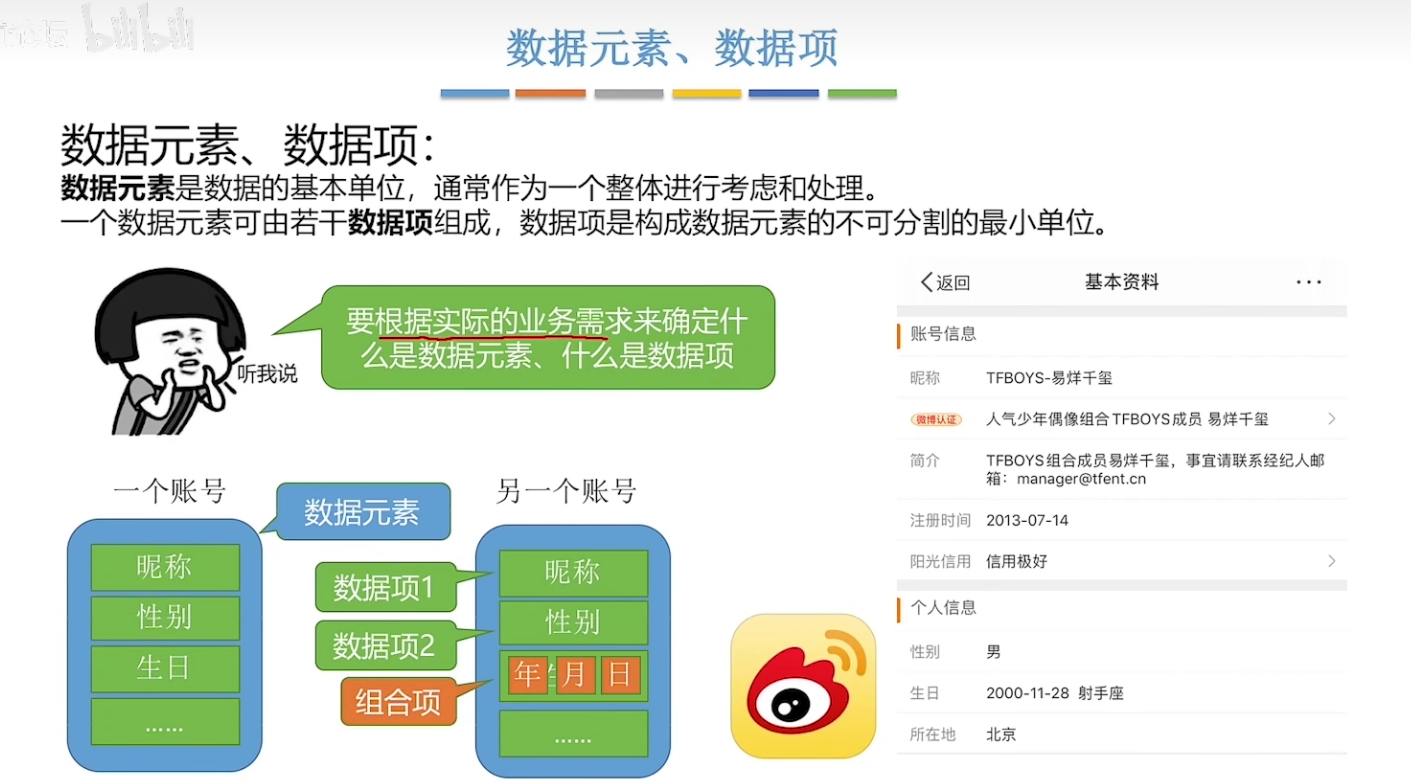 bilibili
数据元素、数据项
数据元素、数据项：
数据元素是数据的基本单位，通常作为一个整体进行考虑和处理。
一个数据元素可由若干数据项组成，数据项是构成数据元素的不可分割的最小单位。
听我说
要根据实际的业务需求来确定什
么是数据元素、什么是数据项
一个账号
数据元素
昵称
性别
生日
……
另一个账号
数据项1
数据项2
组合项
昵称
性别
年 月 日
……
返回 基本资料 ···
账号信息
昵称 TFBOYS-易烊千玺
微博认证 人气少年偶像组合TFBOYS成员 易烊千玺
简介 TFBOYS组合成员易烊千玺，事宜请联系经纪人邮
箱：manager@tfent.cn
注册时间 2013-07-14
阳光信用 信用极好
个人信息
性别 男
生日 2000-11-28 射手座
所在地 北京